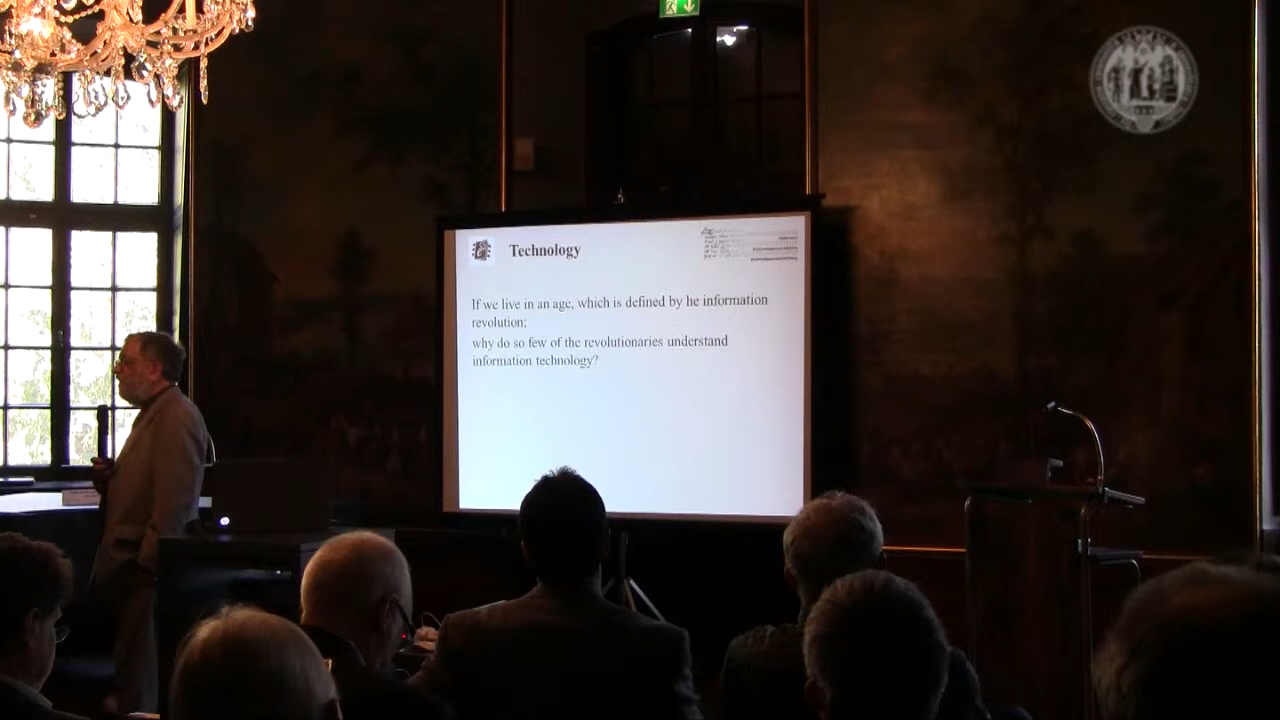 Technology
If we live in an age, which is defined by he information
revolution:
why do so few of the revolutionaries understand
information technology?